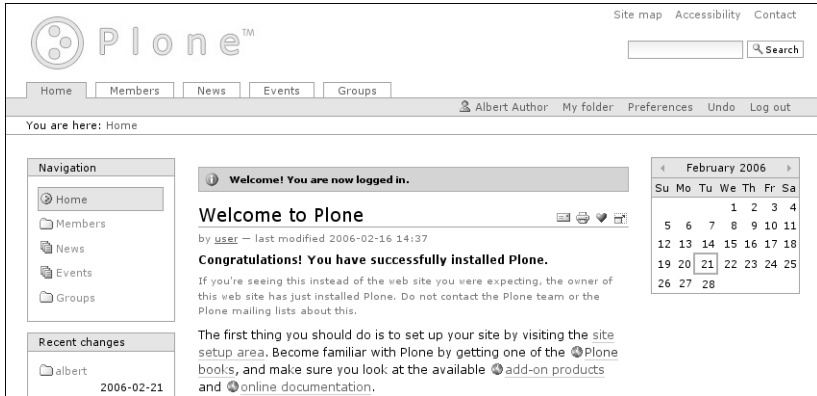 Site map Accessibility Contact
Plone™
Search
Home Members News Events Groups
Albert Author My folder Preferences Undo Log out
You are here: Home
Navigation
Home
Members
News
Events
Groups
Recent changes
albert
2006-02-21
Welcome! You are now logged in.
Welcome to Plone
by user — last modified 2006-02-16 14:37
Congratulations! You have successfully installed Plone.
If you're seeing this instead of the web site you were expecting, the owner of
this web site has just installed Plone. Do not contact the Plone team or the
Plone mailing lists about this.
The first thing you should do is to set up your site by visiting the site
setup area. Become familiar with Plone by getting one of the Plone
books, and make sure you look at the available add-on products
and online documentation.
February 2006
Su Mo Tu We Th Fr Sa
1 2 3 4
5 6 7 8 9 10 11
12 13 14 15 16 17 18
19 20 21 22 23 24 25
26 27 28